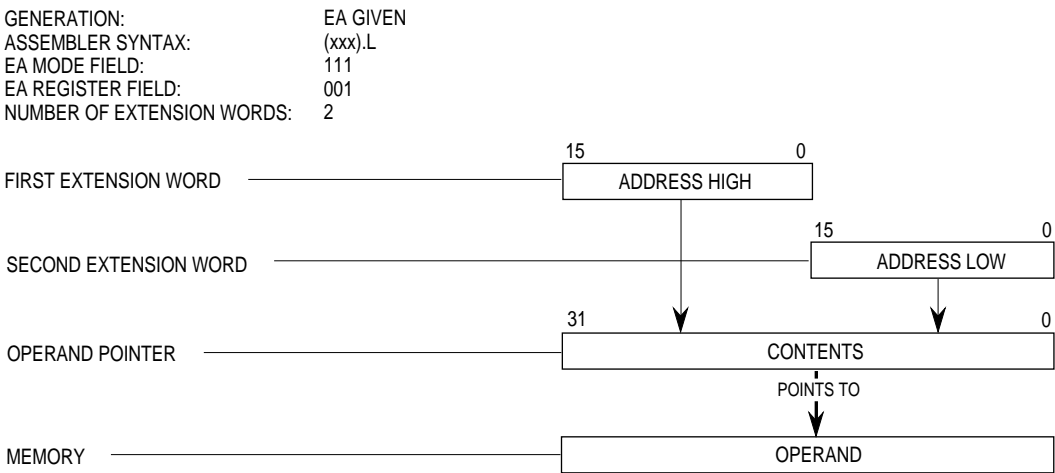 GENERATION: EA GIVEN
ASSEMBLER SYNTAX: (xxx).L
EA MODE FIELD: 111
EA REGISTER FIELD: 001
NUMBER OF EXTENSION WORDS: 2
15 0
FIRST EXTENSION WORD ADDRESS HIGH
15 0
SECOND EXTENSION WORD ADDRESS LOW
31 0
OPERAND POINTER CONTENTS
POINTS TO
MEMORY OPERAND